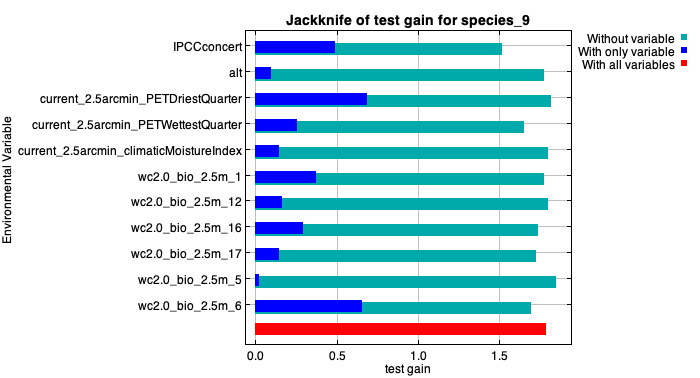 Jackknife of test gain for species_9
Without variable
With only variable
With all variables
Environmental Variable
IPCCconcert
alt
current_2.5arcmin_PETDriestQuarter
current_2.5arcmin_PETWettestQuarter
current_2.5arcmin_climaticMoistureIndex
wc2.0_bio_2.5m_1
wc2.0_bio_2.5m_12
wc2.0_bio_2.5m_16
wc2.0_bio_2.5m_17
wc2.0_bio_2.5m_5
wc2.0_bio_2.5m_6
0.0 0.5 1.0 1.5
test gain